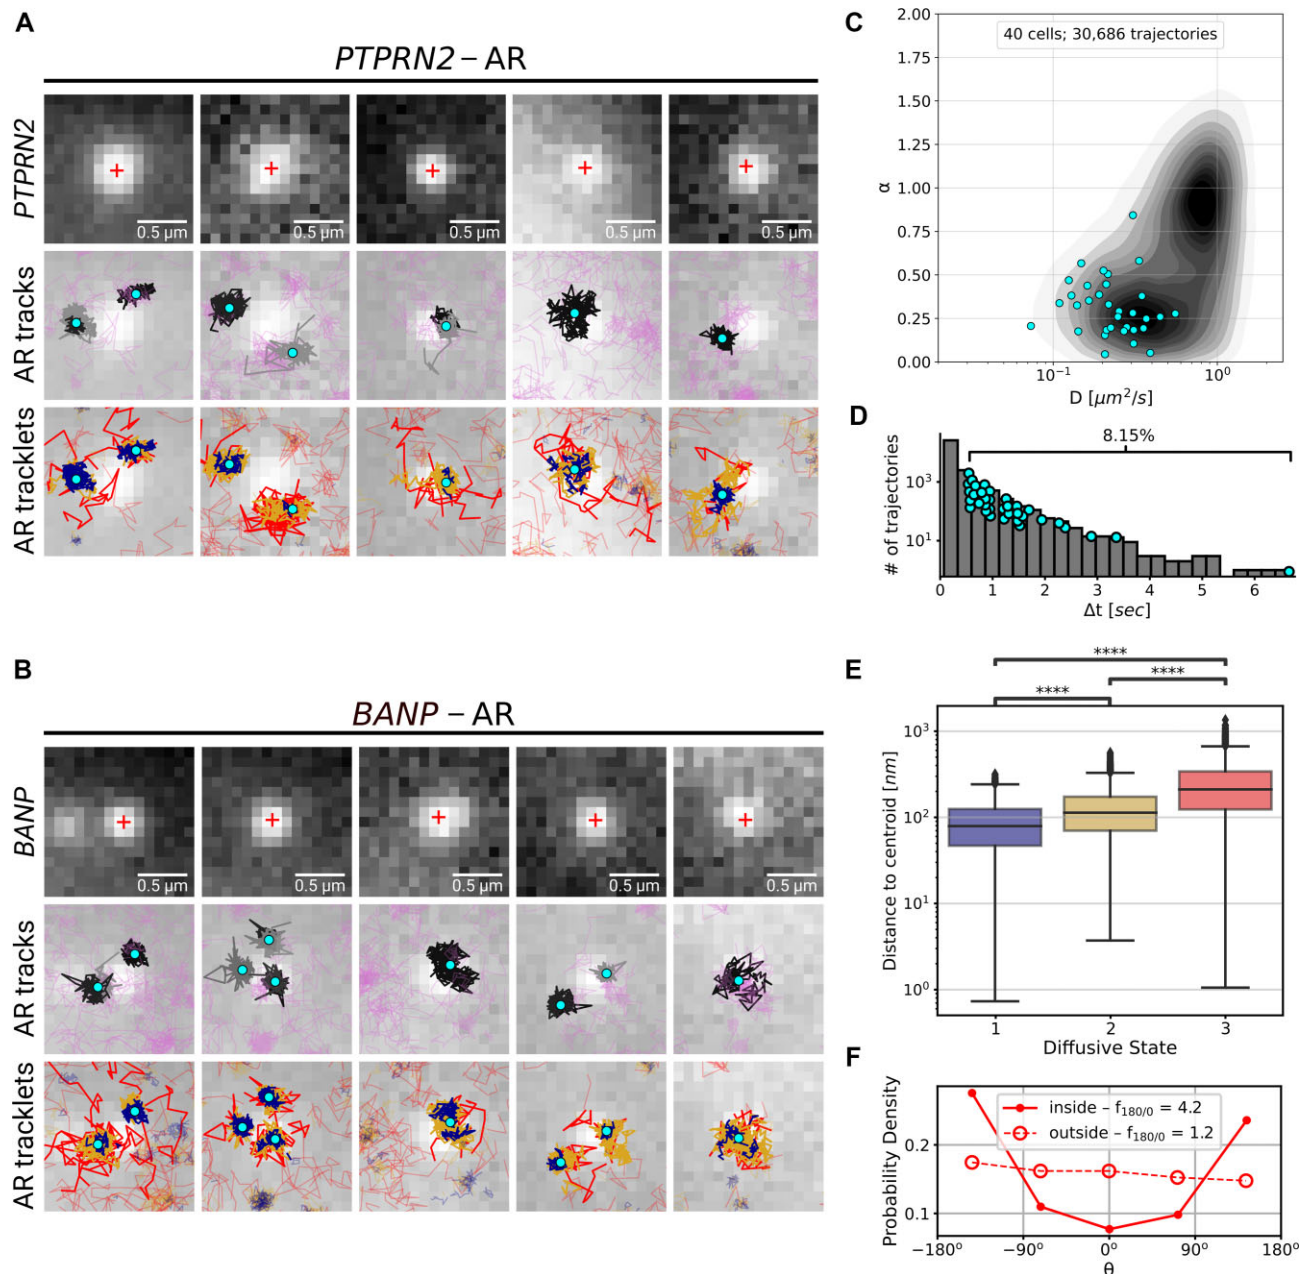 A
PTPRN2 – AR
PTPRN2
0.5 µm
0.5 µm
0.5 µm
0.5 µm
0.5 µm
AR tracks
AR tracklets
B
BANP – AR
BANP
0.5 µm
0.5 µm
0.5 µm
0.5 µm
0.5 µm
AR tracks
AR tracklets
C
40 cells; 30,686 trajectories
2.00
1.75
1.50
1.25
1.00
0.75
0.50
0.25
0.00
α
10⁻¹
10⁰
D [µm²/s]
D
8.15%
# of trajectories
10³
10¹
0 1 2 3 4 5 6
Δt [sec]
E
****
****
****
Distance to centroid [nm]
10³
10²
10¹
10⁰
1 2 3
Diffusive State
F
Probability Density
0.2
0.1
inside – f180/0 = 4.2
outside – f180/0 = 1.2
−180° −90° 0° 90° 180°
θ